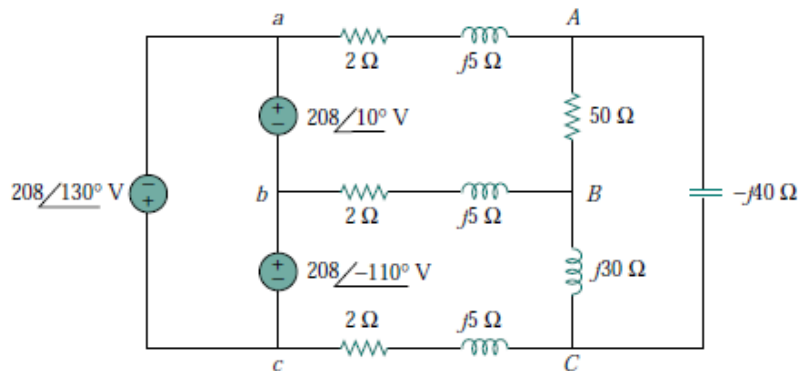 a A
2 Ω j5 Ω
+ − 208/10° V 50 Ω
208/130° V − + b 2 Ω j5 Ω B −j40 Ω
+ − 208/−110° V j30 Ω
2 Ω j5 Ω
c C